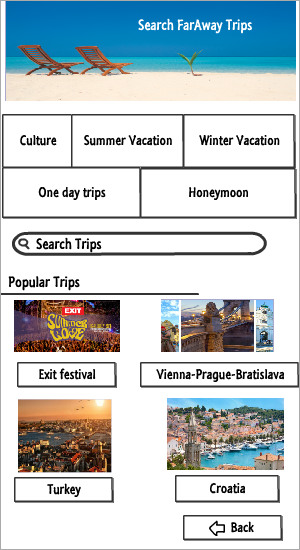 Search FarAway Trips
Culture
Summer Vacation
Winter Vacation
One day trips
Honeymoon
Search Trips
Popular Trips
EXIT
SUMMER
LOVE
Exit festival
Vienna-Prague-Bratislava
Turkey
Croatia
Back